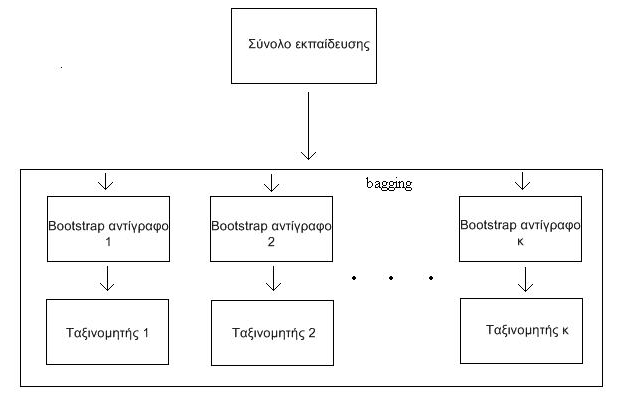 Σύνολο εκπαίδευσης
bagging
Bootstrap αντίγραφο
1
Bootstrap αντίγραφο
2
Bootstrap αντίγραφο
κ
Ταξινομητής 1
Ταξινομητής 2
Ταξινομητής κ